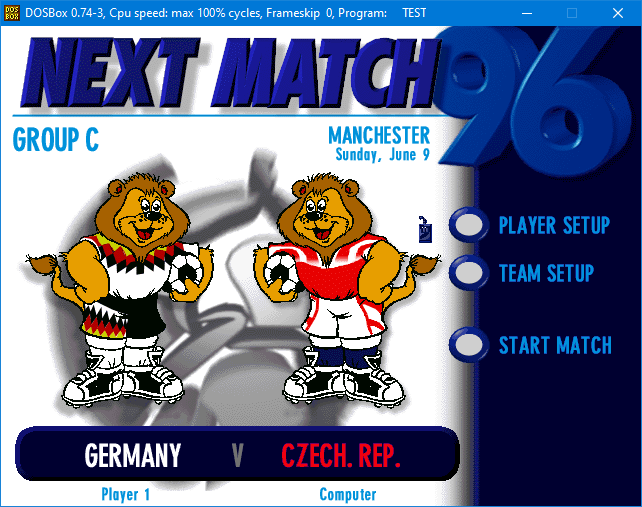 DOSBox 0.74-3, Cpu speed: max 100% cycles, Frameskip 0, Program: TEST
NEXT MATCH 96
GROUP C
MANCHESTER
Sunday, June 9
PLAYER SETUP
TEAM SETUP
START MATCH
GERMANY V CZECH. REP.
Player 1 Computer